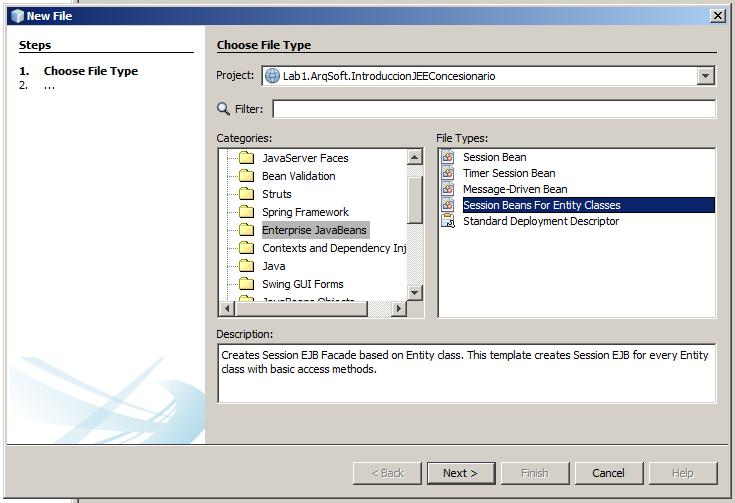 New File
Steps
1. Choose File Type
2. ...
Choose File Type
Project: Lab1.ArqSoft.IntroduccionJEEConcesionario
Filter:
Categories:
JavaServer Faces
Bean Validation
Struts
Spring Framework
Enterprise JavaBeans
Contexts and Dependency Inj
Java
Swing GUI Forms
JavaBeans Objects
File Types:
Session Bean
Timer Session Bean
Message-Driven Bean
Session Beans For Entity Classes
Standard Deployment Descriptor
Description:
Creates Session EJB Facade based on Entity class. This template creates Session EJB for every Entity
class with basic access methods.
< Back Next > Finish Cancel Help